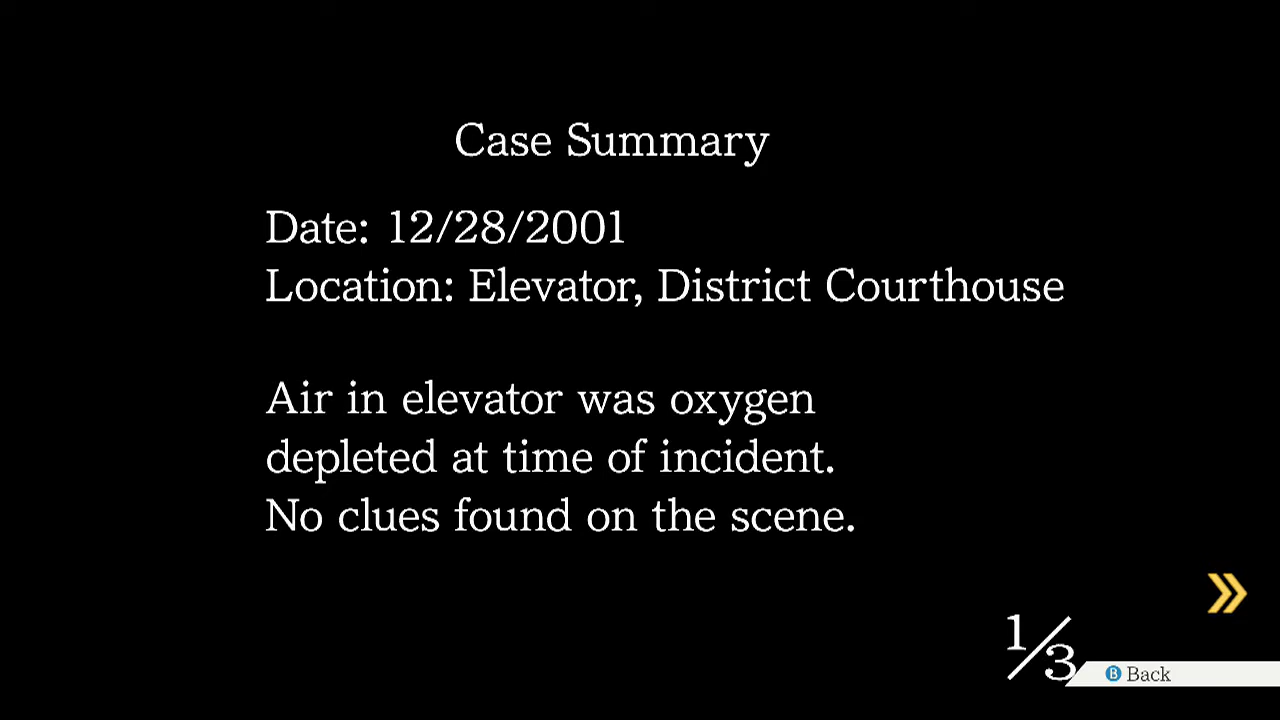 Case Summary
Date: 12/28/2001
Location: Elevator, District Courthouse
Air in elevator was oxygen
depleted at time of incident.
No clues found on the scene.
1/3
B Back